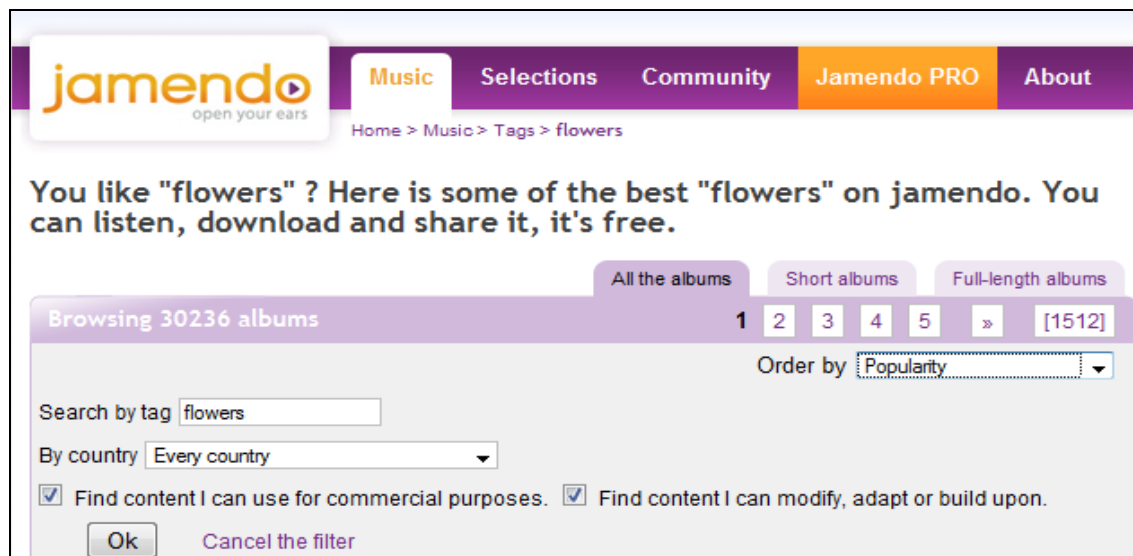 jamendo
open your ears
Music Selections Community Jamendo PRO About
Home > Music > Tags > flowers
You like "flowers" ? Here is some of the best "flowers" on jamendo. You
can listen, download and share it, it's free.
All the albums Short albums Full-length albums
Browsing 30236 albums 1 2 3 4 5 » [1512]
Order by Popularity
Search by tag flowers
By country Every country
Find content I can use for commercial purposes. Find content I can modify, adapt or build upon.
Ok Cancel the filter